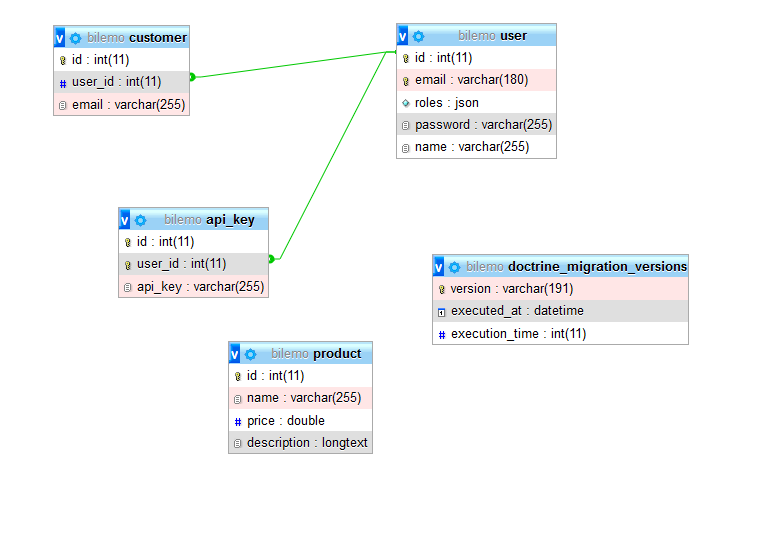 v bilemo customer
id : int(11)
# user_id : int(11)
email : varchar(255)
v bilemo user
id : int(11)
email : varchar(180)
roles : json
password : varchar(255)
name : varchar(255)
v bilemo api_key
id : int(11)
user_id : int(11)
api_key : varchar(255)
v bilemo doctrine_migration_versions
version : varchar(191)
executed_at : datetime
# execution_time : int(11)
v bilemo product
id : int(11)
name : varchar(255)
# price : double
description : longtext